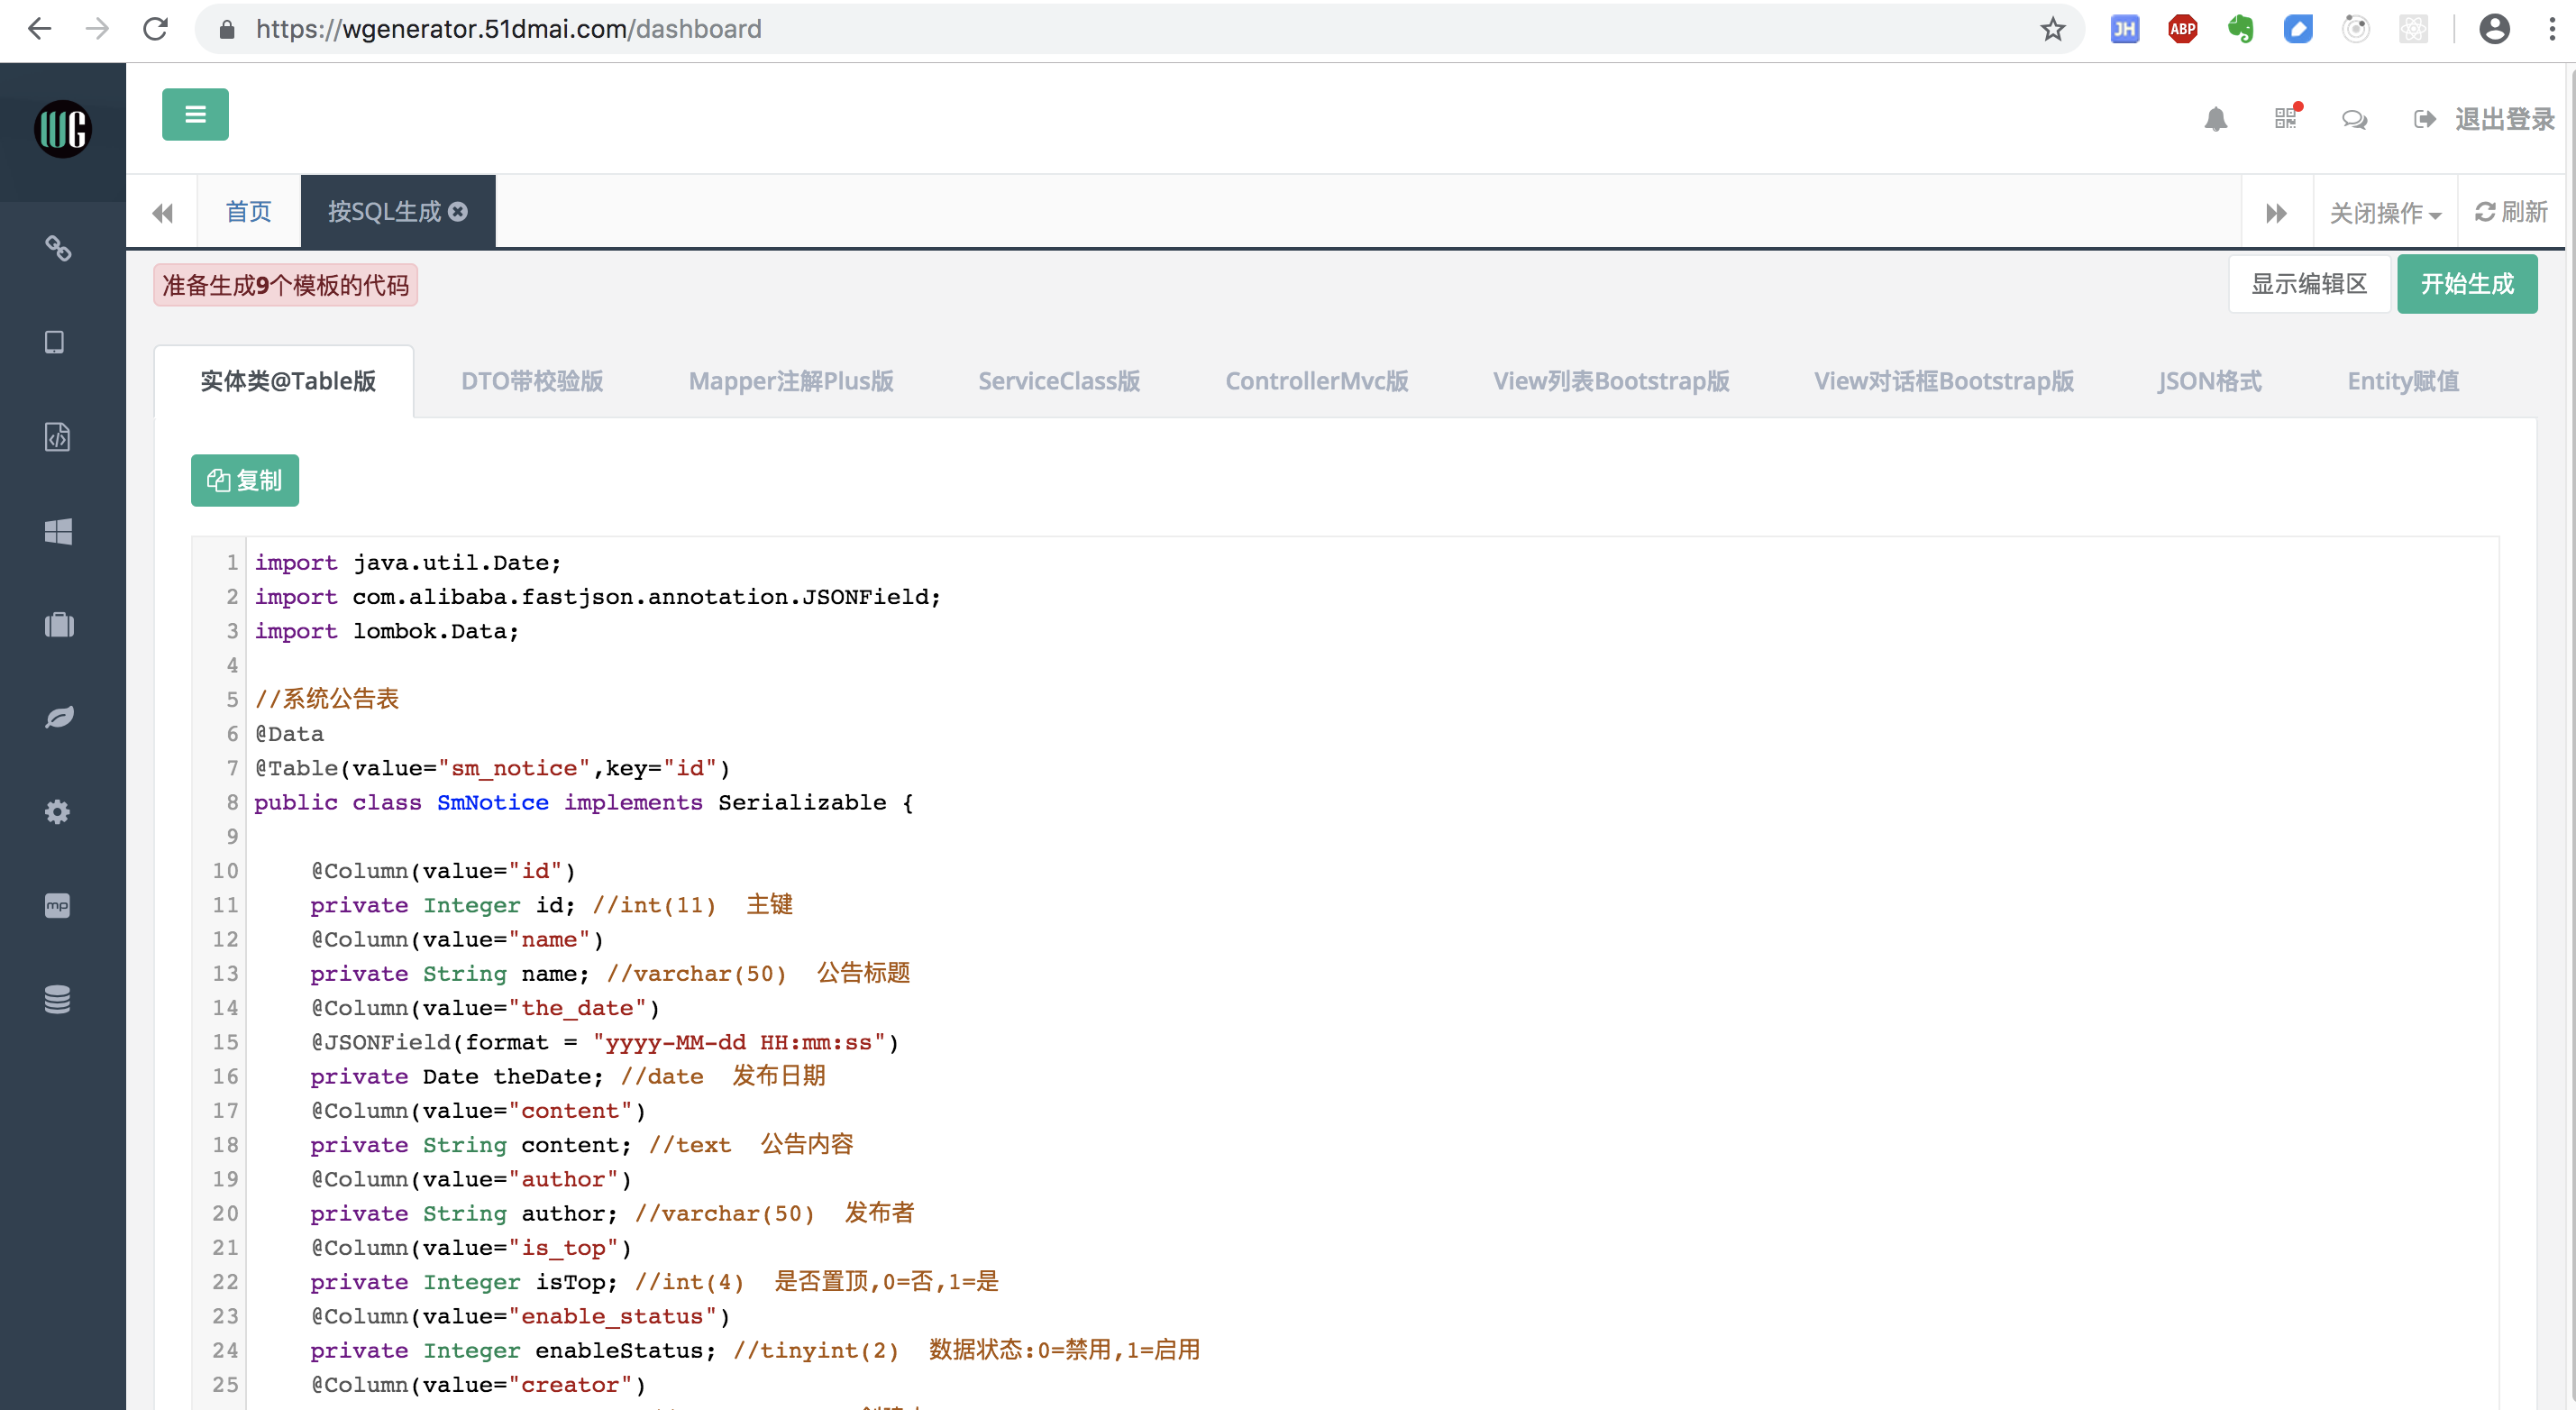 https://wgenerator.51dmai.com/dashboard
JH
ABP
WG
退出登录
首页
按SQL生成
关闭操作
刷新
准备生成9个模板的代码
显示编辑区
开始生成
实体类@Table版
DTO带校验版
Mapper注解Plus版
ServiceClass版
ControllerMvc版
View列表Bootstrap版
View对话框Bootstrap版
JSON格式
Entity赋值
复制
mp
1 import java.util.Date;
2 import com.alibaba.fastjson.annotation.JSONField;
3 import lombok.Data;
4
5 //系统公告表
6 @Data
7 @Table(value="sm_notice",key="id")
8 public class SmNotice implements Serializable {
9
10 @Column(value="id")
11 private Integer id; //int(11) 主键
12 @Column(value="name")
13 private String name; //varchar(50) 公告标题
14 @Column(value="the_date")
15 @JSONField(format = "yyyy-MM-dd HH:mm:ss")
16 private Date theDate; //date 发布日期
17 @Column(value="content")
18 private String content; //text 公告内容
19 @Column(value="author")
20 private String author; //varchar(50) 发布者
21 @Column(value="is_top")
22 private Integer isTop; //int(4) 是否置顶,0=否,1=是
23 @Column(value="enable_status")
24 private Integer enableStatus; //tinyint(2) 数据状态:0=禁用,1=启用
25 @Column(value="creator")